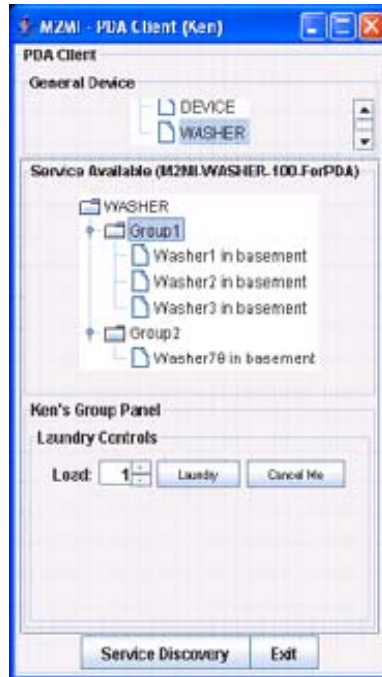 M2MI - PDA Client (Ken)
PDA Client
General Device
DEVICE
WASHER
Service Available (M2MI.WASHER.100.ForPDA)
WASHER
Group1
Washer1 in basement
Washer2 in basement
Washer3 in basement
Group2
Washer78 in basement
Ken's Group Panel
Laundry Controls
Load: 1 Laundry Cancel Me
Service Discovery Exit